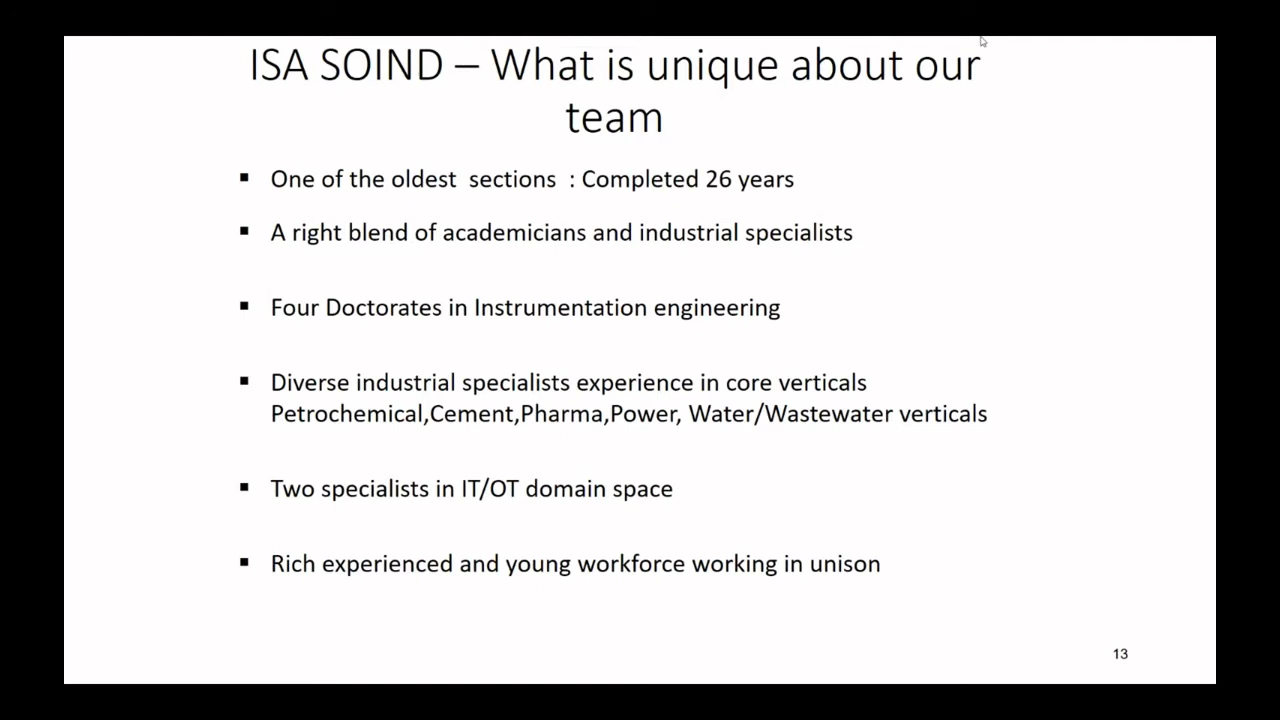 ISA SOIND – What is unique about our
team
▪ One of the oldest sections : Completed 26 years
▪ A right blend of academicians and industrial specialists
▪ Four Doctorates in Instrumentation engineering
▪ Diverse industrial specialists experience in core verticals
Petrochemical,Cement,Pharma,Power, Water/Wastewater verticals
▪ Two specialists in IT/OT domain space
▪ Rich experienced and young workforce working in unison
13